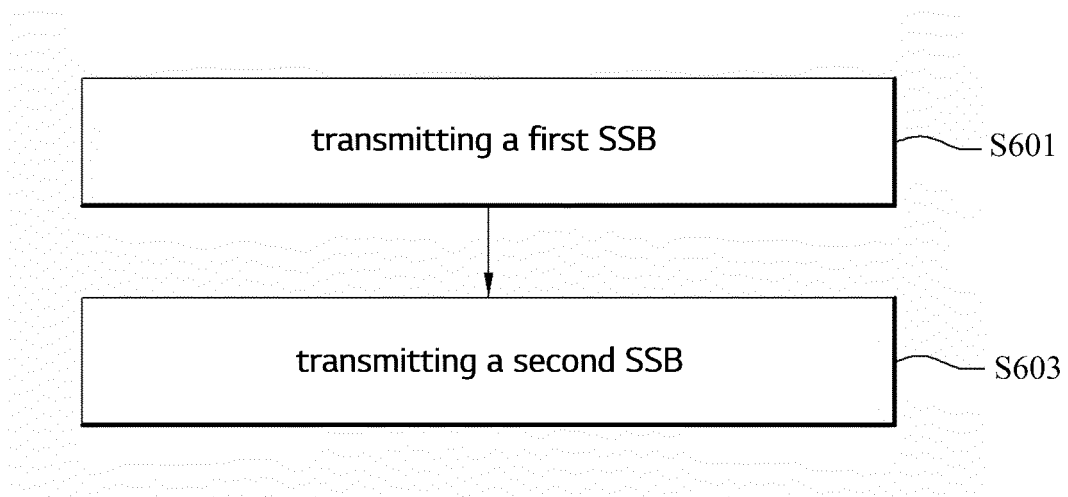 transmitting a first SSB
S601
transmitting a second SSB
S603